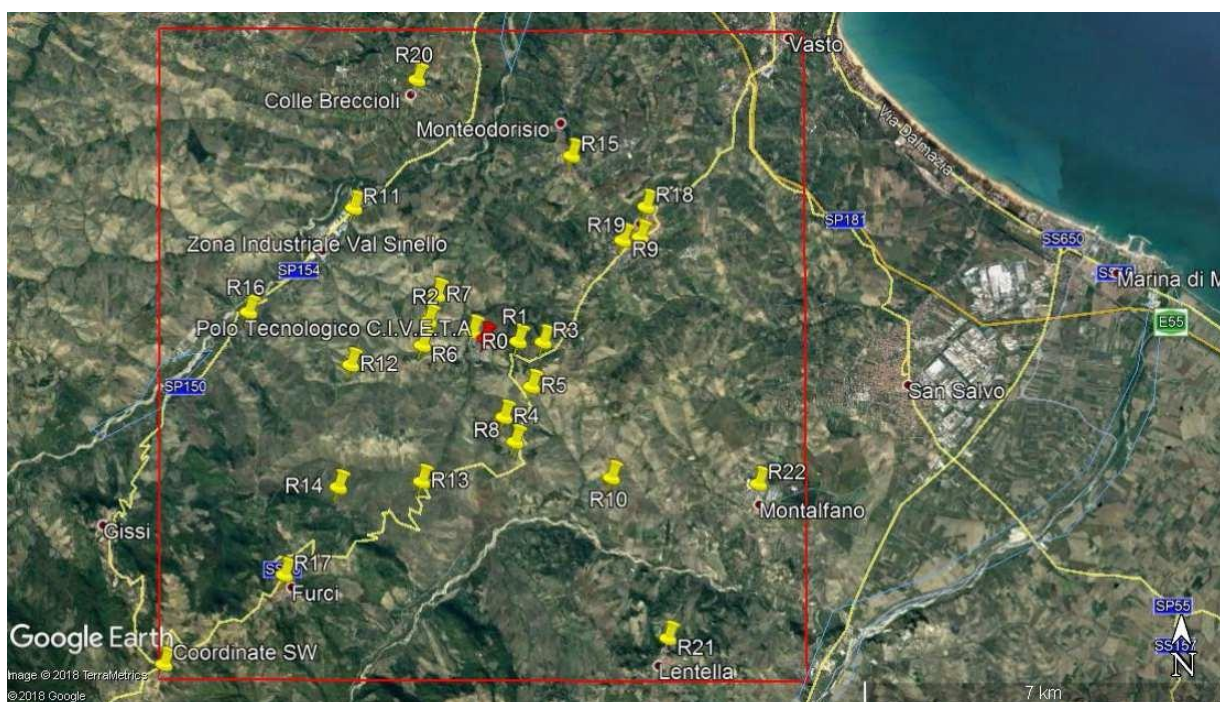 Vasto
R20
Colle Breccioli
Monteodorisio
R15
Via Dalmazia
R11
R18
SP181
R19
R9
SS650
Zona Industriale Val Sinello
SP154
Marina di M
R16
R2
R7
E55
Polo Tecnologico C.I.V.E.T.A
R1
R0
R3
R6
R12
SP150
R5
San Salvo
R4
R8
R14
R13
R10
R22
Montalfano
Gissi
R17
Furci
SP55
R21
Lentella
SS157
Coordinate SW
Google Earth
Image © 2018 TerraMetrics
© 2018 Google
7 km
N